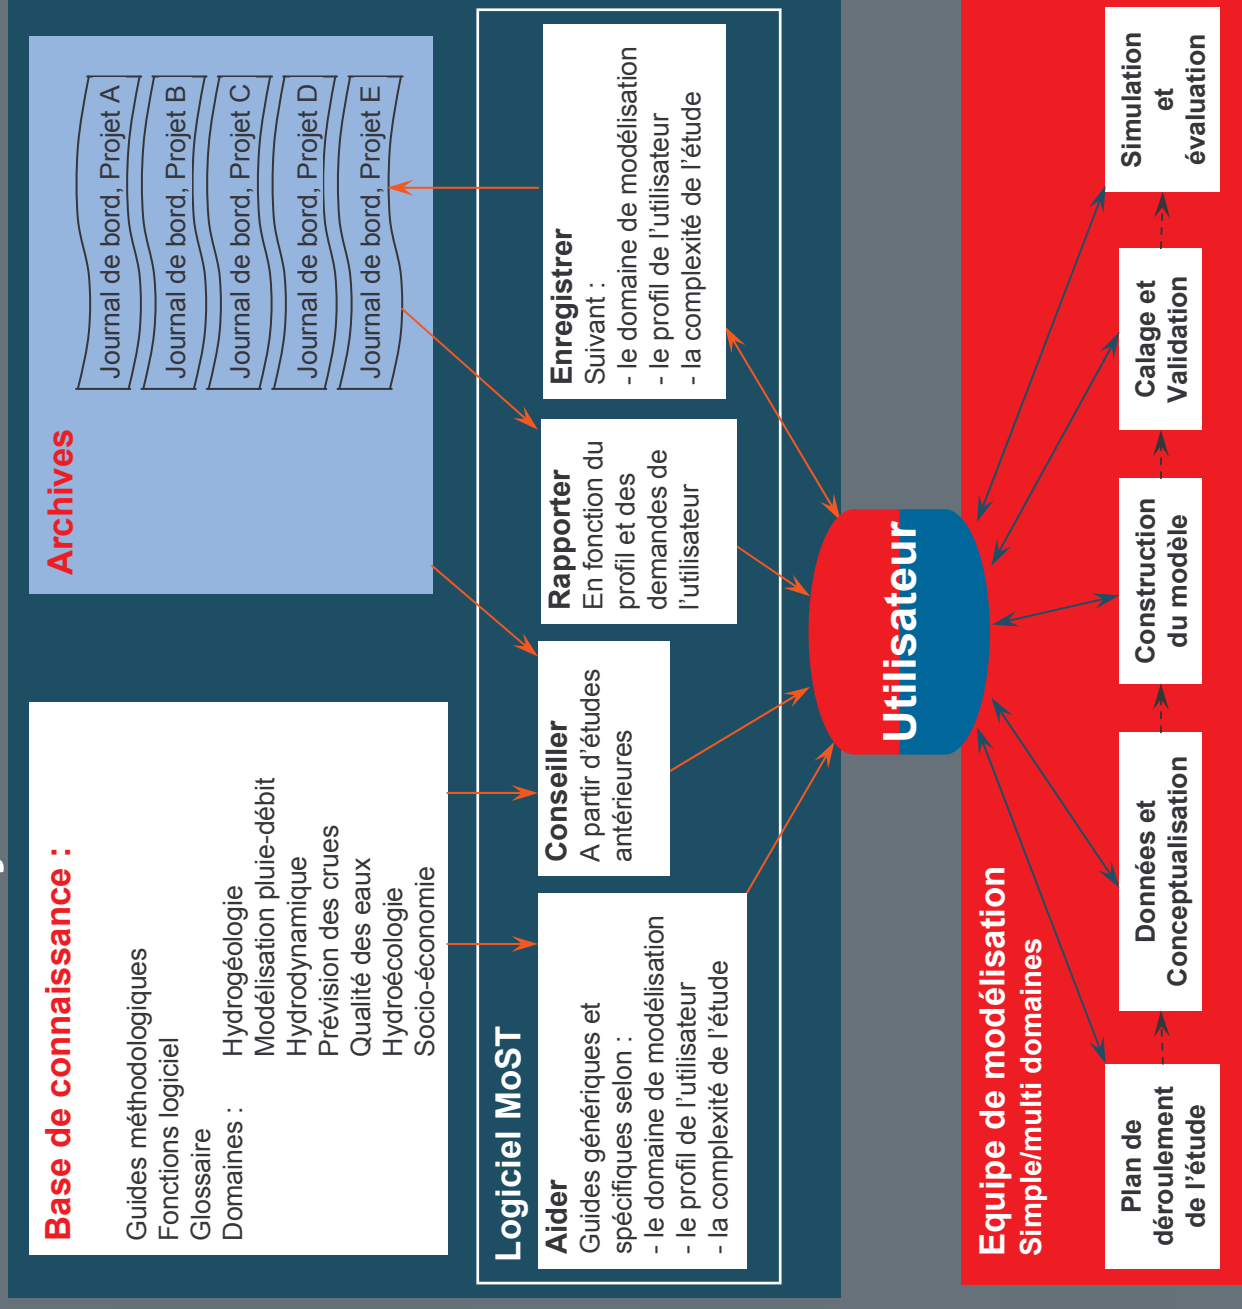 Base de connaissance :
Guides méthodologiques
Fonctions logiciel
Glossaire
Domaines :
Hydrogéologie
Modélisation pluie-débit
Hydrodynamique
Prévision des crues
Qualité des eaux
Hydroécologie
Socio-économie
Archives
Journal de bord, Projet A
Journal de bord, Projet B
Journal de bord, Projet C
Journal de bord, Projet D
Journal de bord, Projet E
Logiciel MoST
Aider
Guides génériques et
spécifiques selon :
- le domaine de modélisation
- le profil de l'utilisateur
- la complexité de l'étude
Conseiller
A partir d'études
antérieures
Rapporter
En fonction du
profil et des
demandes de
l'utilisateur
Enregistrer
Suivant :
- le domaine de modélisation
- le profil de l'utilisateur
- la complexité de l'étude
Utilisateur
Equipe de modélisation
Simple/multi domaines
Plan de
déroulement
de l'étude
Données et
Conceptualisation
Construction
du modèle
Calage et
Validation
Simulation
et
évaluation